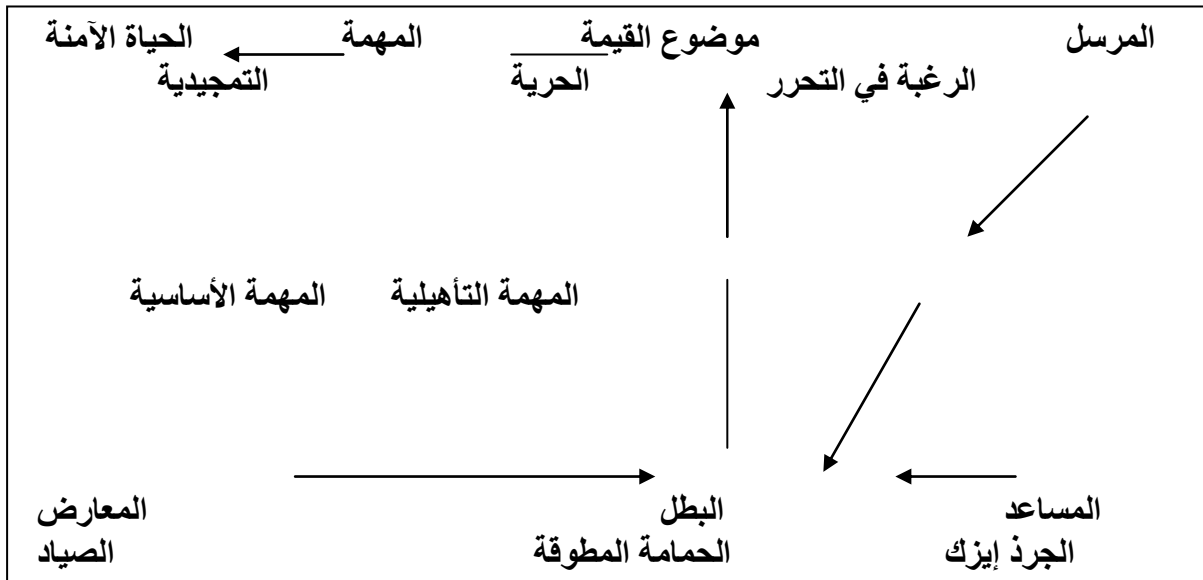 المرسل موضوع القيمة المهمة الحياة الآمنة
الرغبة في التحرر الحرية التمجيدية
المهمة التأهيلية المهمة الأساسية
المساعد البطل المعارض
الجرذ إيزك الحمامة المطوقة الصياد